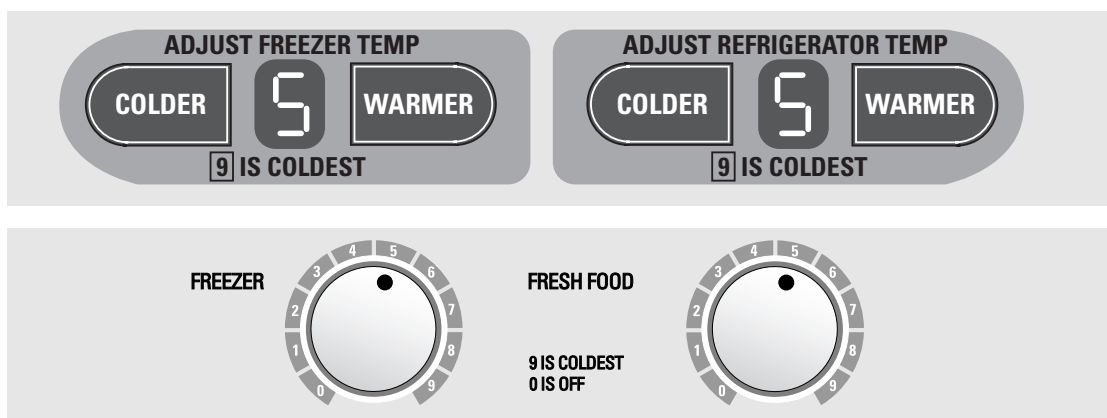 ADJUST FREEZER TEMP
COLDER 5 WARMER
9 IS COLDEST
ADJUST REFRIGERATOR TEMP
COLDER 5 WARMER
9 IS COLDEST
FREEZER
0 1 2 3 4 5 6 7 8 9
FRESH FOOD
9 IS COLDEST
0 IS OFF
0 1 2 3 4 5 6 7 8 9